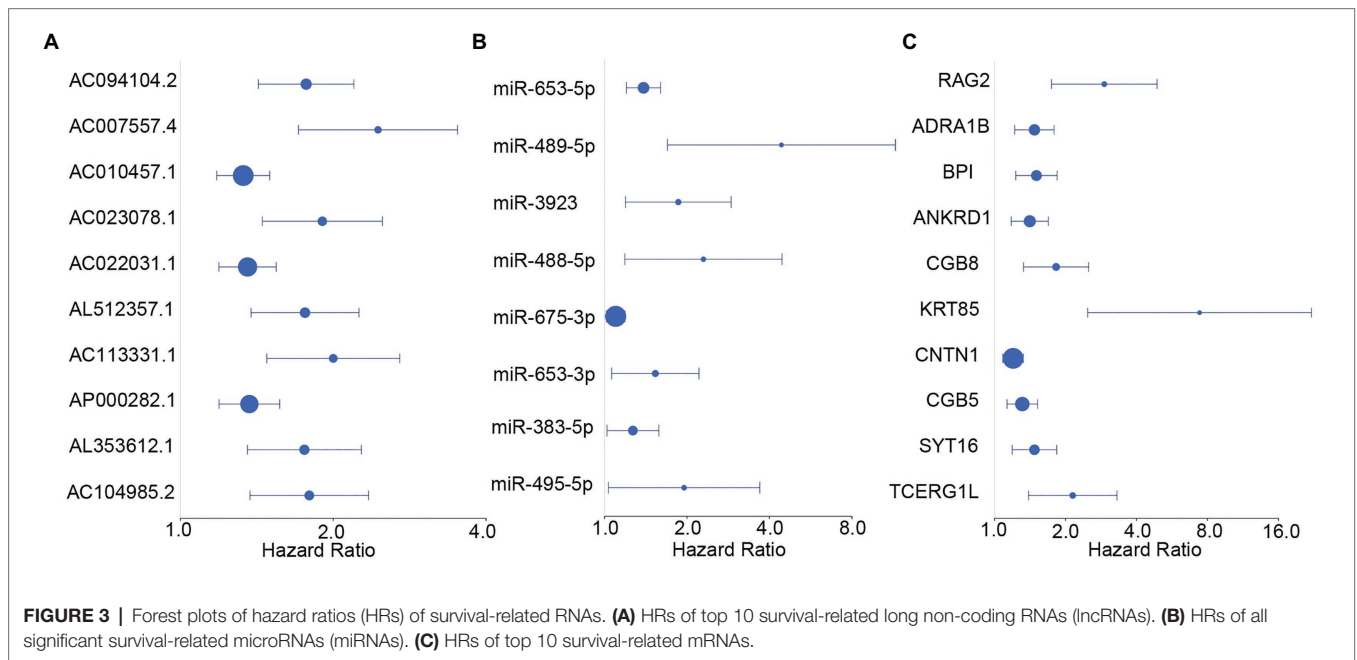 A
AC094104.2
AC007557.4
AC010457.1
AC023078.1
AC022031.1
AL512357.1
AC113331.1
AP000282.1
AL353612.1
AC104985.2
1.0 2.0 4.0
Hazard Ratio
B
miR-653-5p
miR-489-5p
miR-3923
miR-488-5p
miR-675-3p
miR-653-3p
miR-383-5p
miR-495-5p
1.0 2.0 4.0 8.0
Hazard Ratio
C
RAG2
ADRA1B
BPI
ANKRD1
CGB8
KRT85
CNTN1
CGB5
SYT16
TCERG1L
1.0 2.0 4.0 8.0 16.0
Hazard Ratio
FIGURE 3 | Forest plots of hazard ratios (HRs) of survival-related RNAs. (A) HRs of top 10 survival-related long non-coding RNAs (lncRNAs). (B) HRs of all
significant survival-related microRNAs (miRNAs). (C) HRs of top 10 survival-related mRNAs.